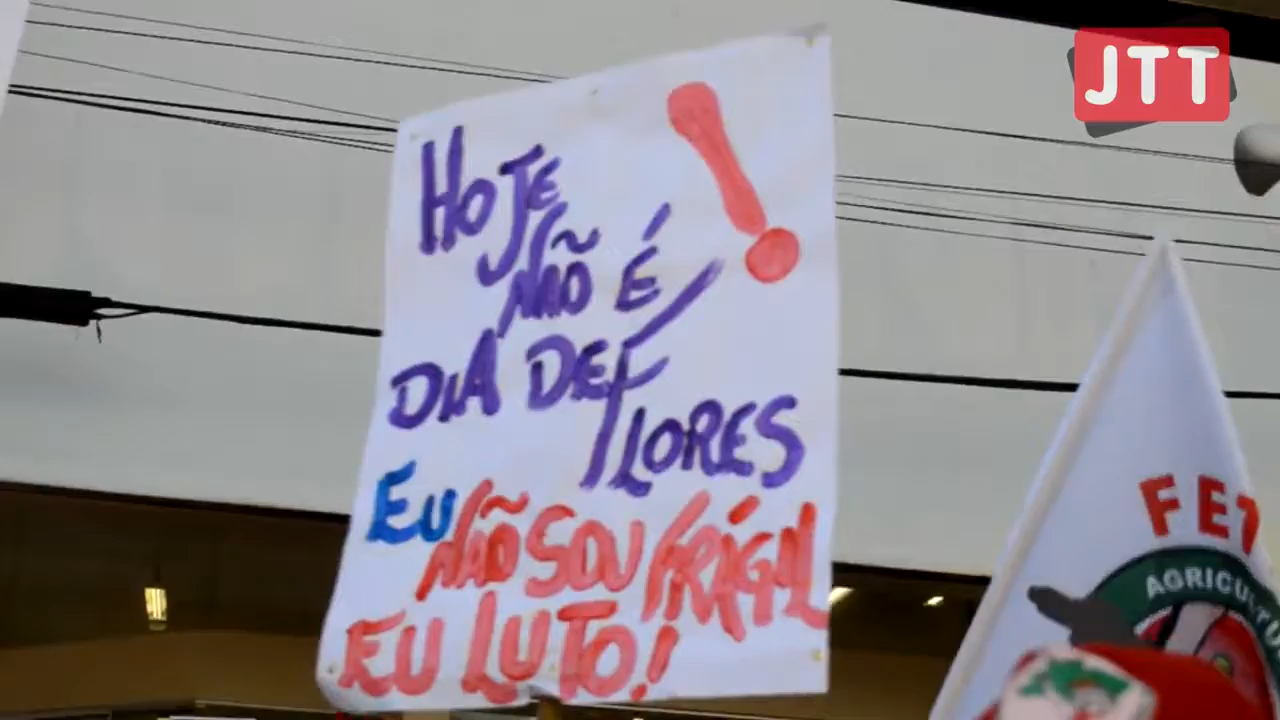 JTT
HOJE
NÃO É
DIA DE FLORES
!
EU NÃO SOU FRÁGIL
EU LUTO!
FET
AGRICULTU